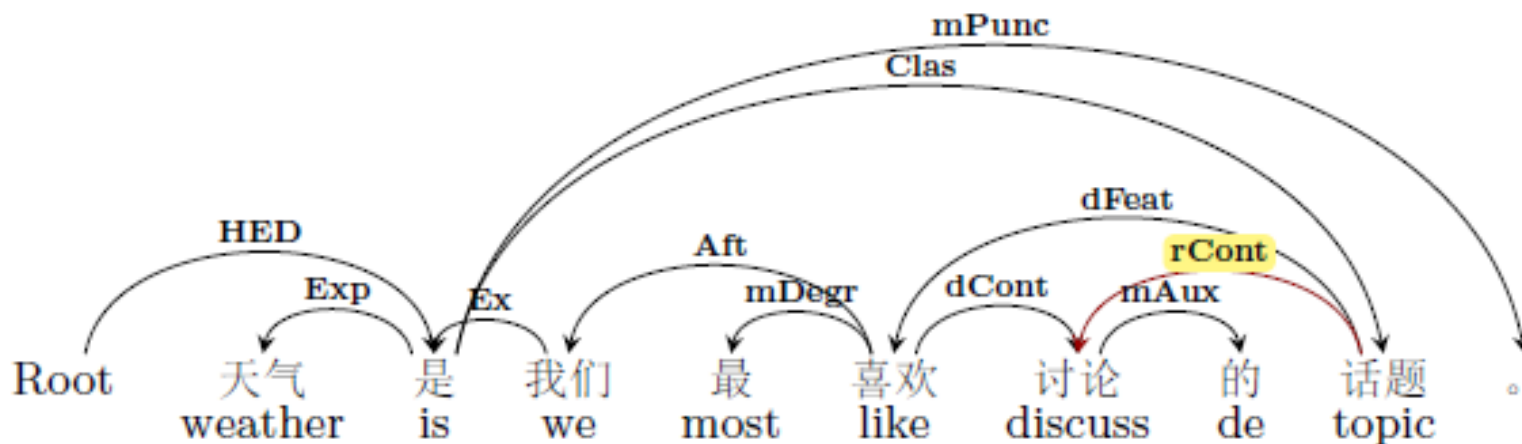 mPunc
Clas
dFeat
HED Aft rCont
Exp Ex mDegr dCont mAux
Root 天气 是 我们 最 喜欢 讨论 的 话题 。
weather is we most like discuss de topic